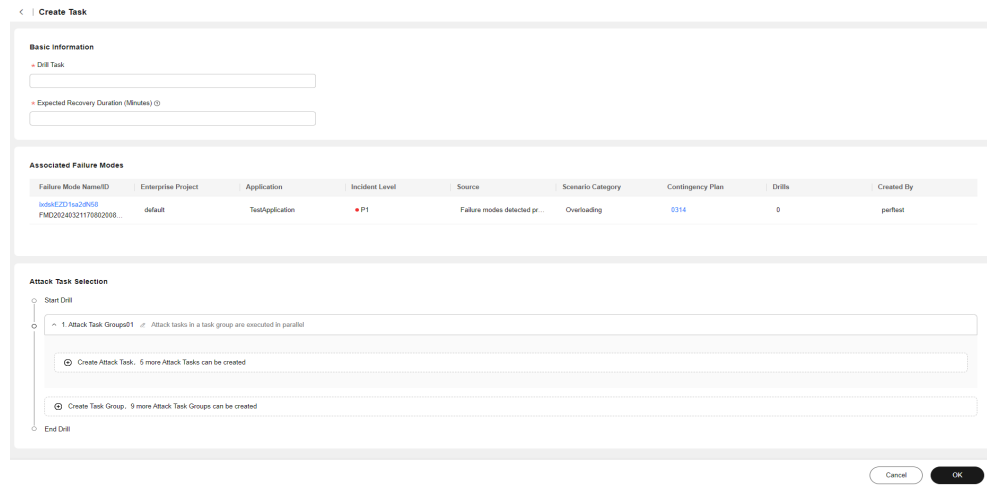 Create Task
Basic Information
* Drill Task
* Expected Recovery Duration (Minutes)
Associated Failure Modes
Failure Mode Name/ID Enterprise Project Application Incident Level Source Scenario Category Contingency Plan Drills Created By
lxdskEZD1sa2dN58
FMD20240321170802008... default TestApplication P1 Failure modes detected pr... Overloading 0314 0 perftest
Attack Task Selection
Start Drill
1. Attack Task Groups01 Attack tasks in a task group are executed in parallel
Create Attack Task, 5 more Attack Tasks can be created
Create Task Group, 9 more Attack Task Groups can be created
End Drill
Cancel OK